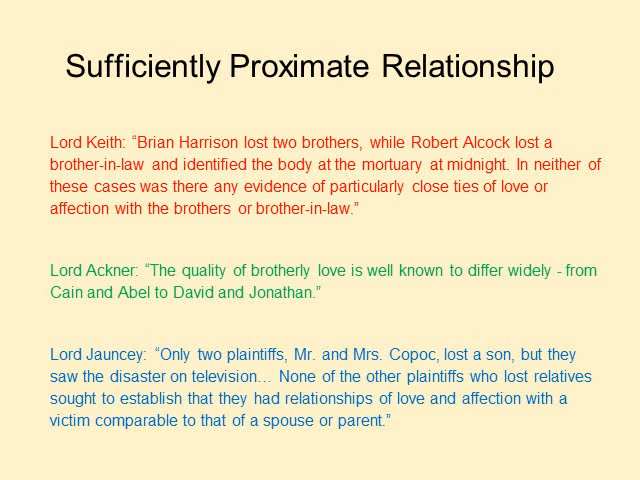 Sufficiently Proximate Relationship
Lord Keith: “Brian Harrison lost two brothers, while Robert Alcock lost a
brother-in-law and identified the body at the mortuary at midnight. In neither of
these cases was there any evidence of particularly close ties of love or
affection with the brothers or brother-in-law.”
Lord Ackner: “The quality of brotherly love is well known to differ widely - from
Cain and Abel to David and Jonathan.”
Lord Jauncey: “Only two plaintiffs, Mr. and Mrs. Copoc, lost a son, but they
saw the disaster on television… None of the other plaintiffs who lost relatives
sought to establish that they had relationships of love and affection with a
victim comparable to that of a spouse or parent.”